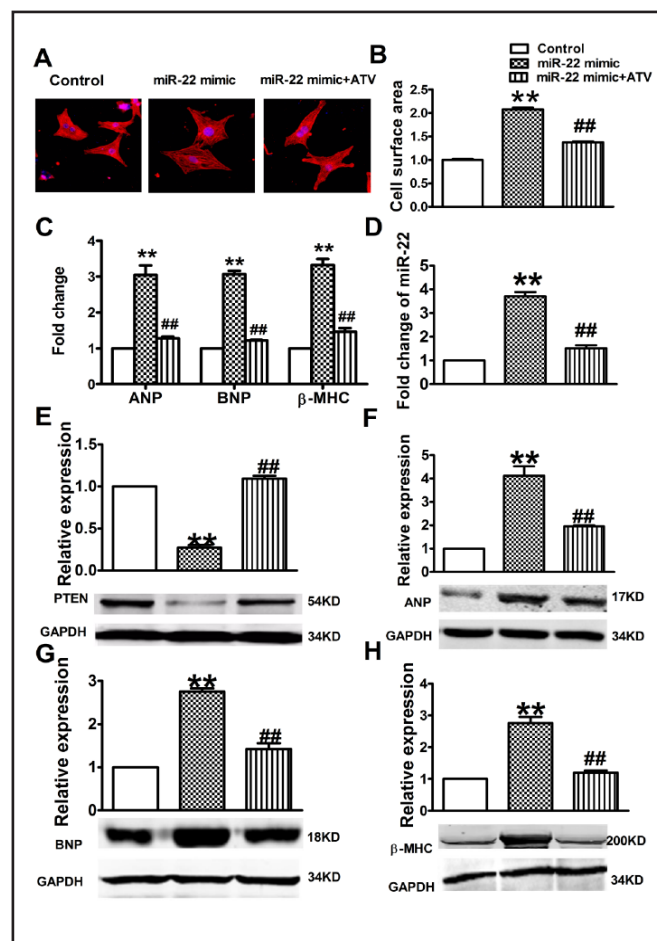 A
Control
miR-22 mimic
miR-22 mimic+ATV
B
Control
miR-22 mimic
miR-22 mimic+ATV
Cell surface area
2.5
2.0
1.5
1.0
0.5
0.0
**
##
C
Fold change
4
3
2
1
0
**
##
**
##
**
##
ANP
BNP
β-MHC
D
Fold change of miR-22
5
4
3
2
1
0
**
##
E
Relative expression
1.5
1.0
0.5
0.0
**
##
PTEN
54KD
GAPDH
34KD
F
Relative expression
5
4
3
2
1
0
**
##
ANP
17KD
GAPDH
34KD
G
Relative expression
3
2
1
0
**
##
BNP
18KD
GAPDH
34KD
H
Relative expression
4
3
2
1
0
**
##
β-MHC
200KD
GAPDH
34KD